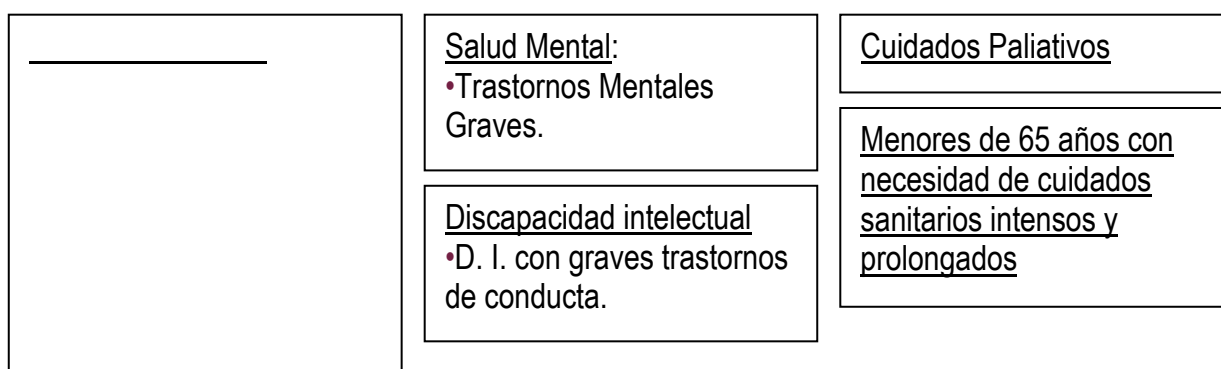 Salud Mental:
•Trastornos Mentales
Graves.
Discapacidad intelectual
•D. I. con graves trastornos
de conducta.
Cuidados Paliativos
Menores de 65 años con
necesidad de cuidados
sanitarios intensos y
prolongados